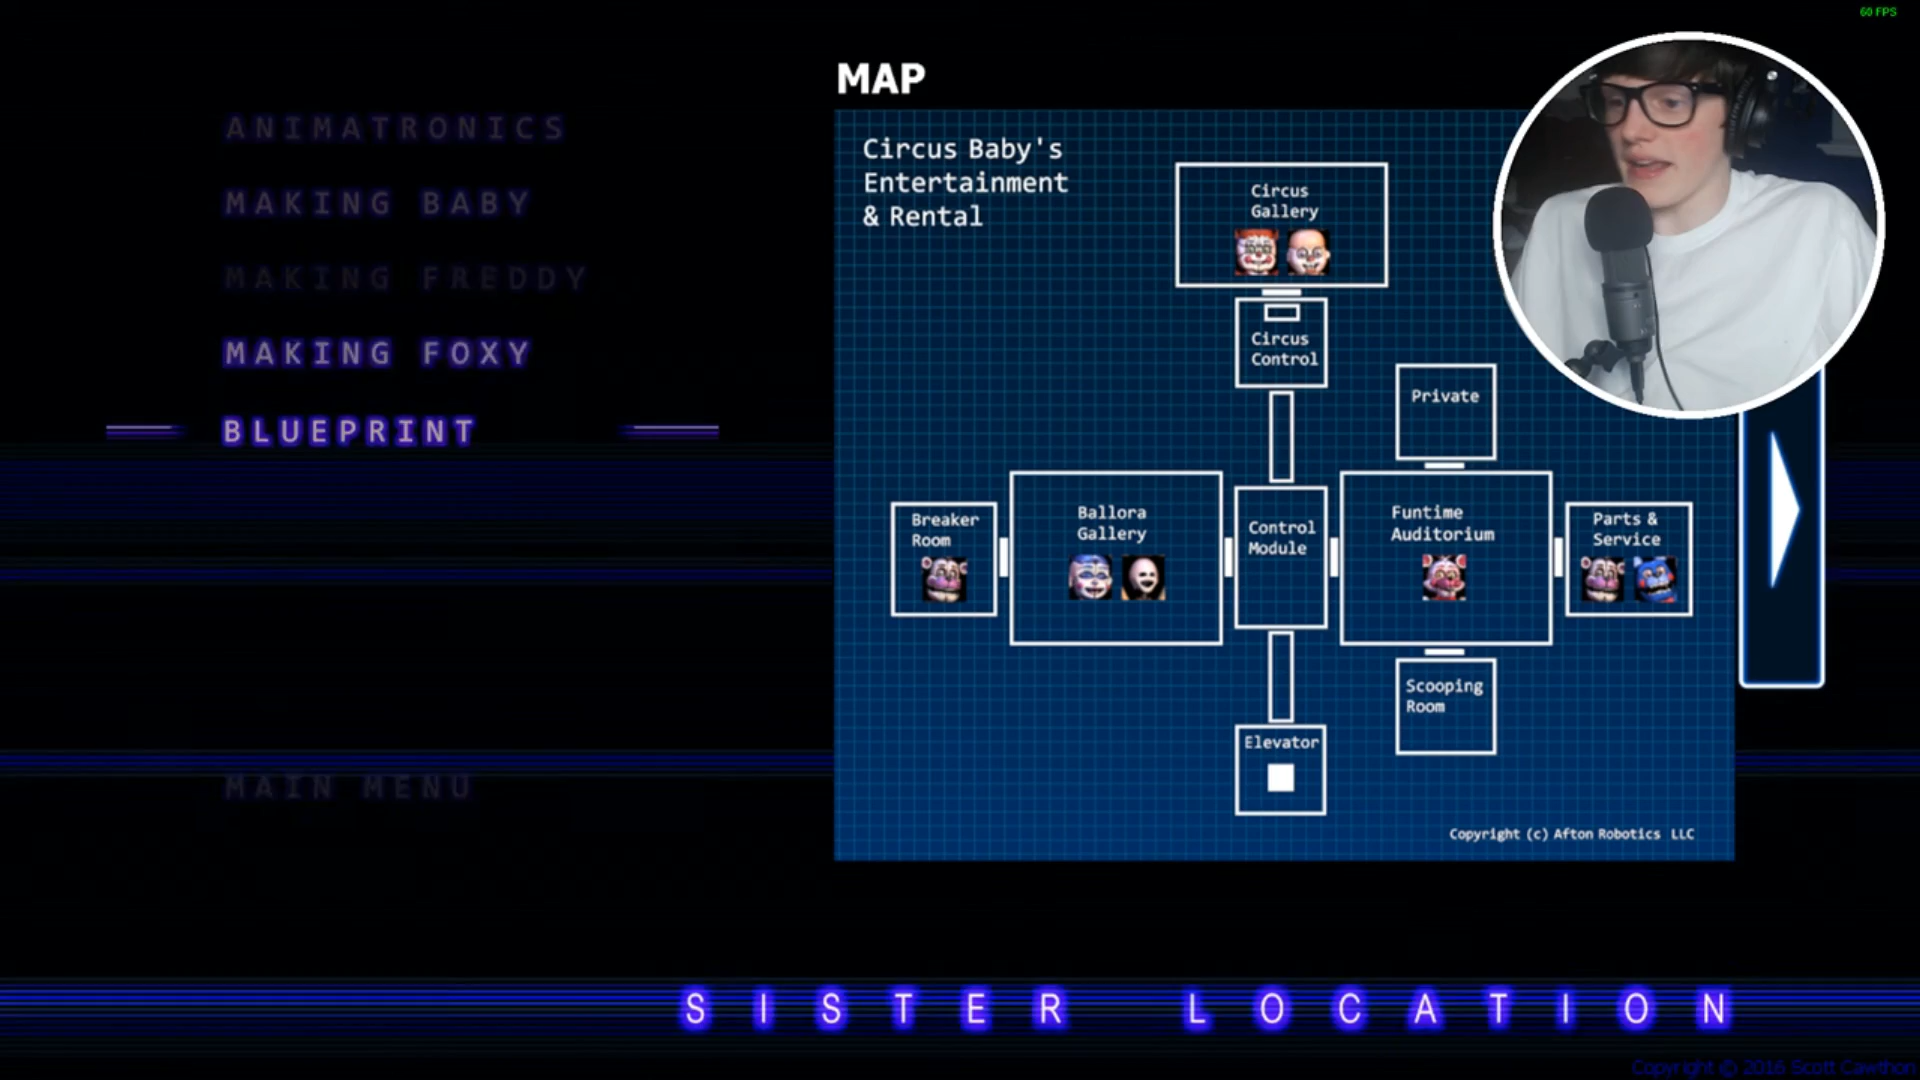 60 FPS
MAP
ANIMATRONICS
MAKING BABY
MAKING FREDDY
MAKING FOXY
BLUEPRINT
MAIN MENU
Circus Baby's
Entertainment
& Rental
Circus
Gallery
Circus
Control
Private
Breaker
Room
Ballora
Gallery
Control
Module
Funtime
Auditorium
Parts &
Service
Scooping
Room
Elevator
Copyright (c) Afton Robotics LLC
SISTER LOCATION
Copyright © 2016 Scott Cawthon